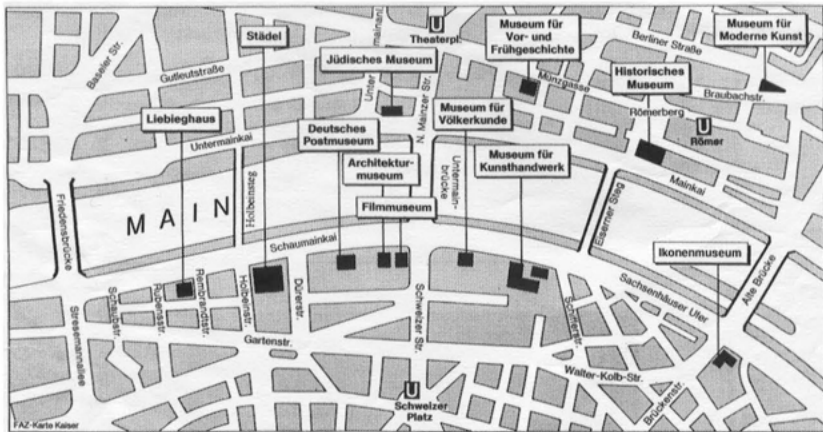 Baseler Str.
Städel
Gutleutstraße
Untermainanl.
U
Theaterpl.
Museum für
Vor- und
Frühgeschichte
Berliner Straße
Museum für
Moderne Kunst
Jüdisches Museum
Unter
N. Mainzer Str.
Münzgasse
Historisches
Museum
Braubachstr.
Liebieghaus
Untermainkai
Deutsches
Postmuseum
Architektur-
museum
Filmmuseum
Museum für
Völkerkunde
Untermain-
brücke
Museum für
Kunsthandwerk
Römerberg
U
Römer
Mainkai
Friedensbrücke
MAIN
Holbeinsteg
Schaumainkai
Eiserner Steg
Ikonenmuseum
Sachsenhäuser Ufer
Alte Brücke
Stresemannallee
Schaubstr.
Rubensstr.
Rembrandtstr.
Holbeinstr.
Dürerstr.
Gartenstr.
Schweizer Str.
Schifferstr.
Walter-Kolb-Str.
Brückenstr.
U
Schweizer
Platz
FAZ-Karte Kaiser